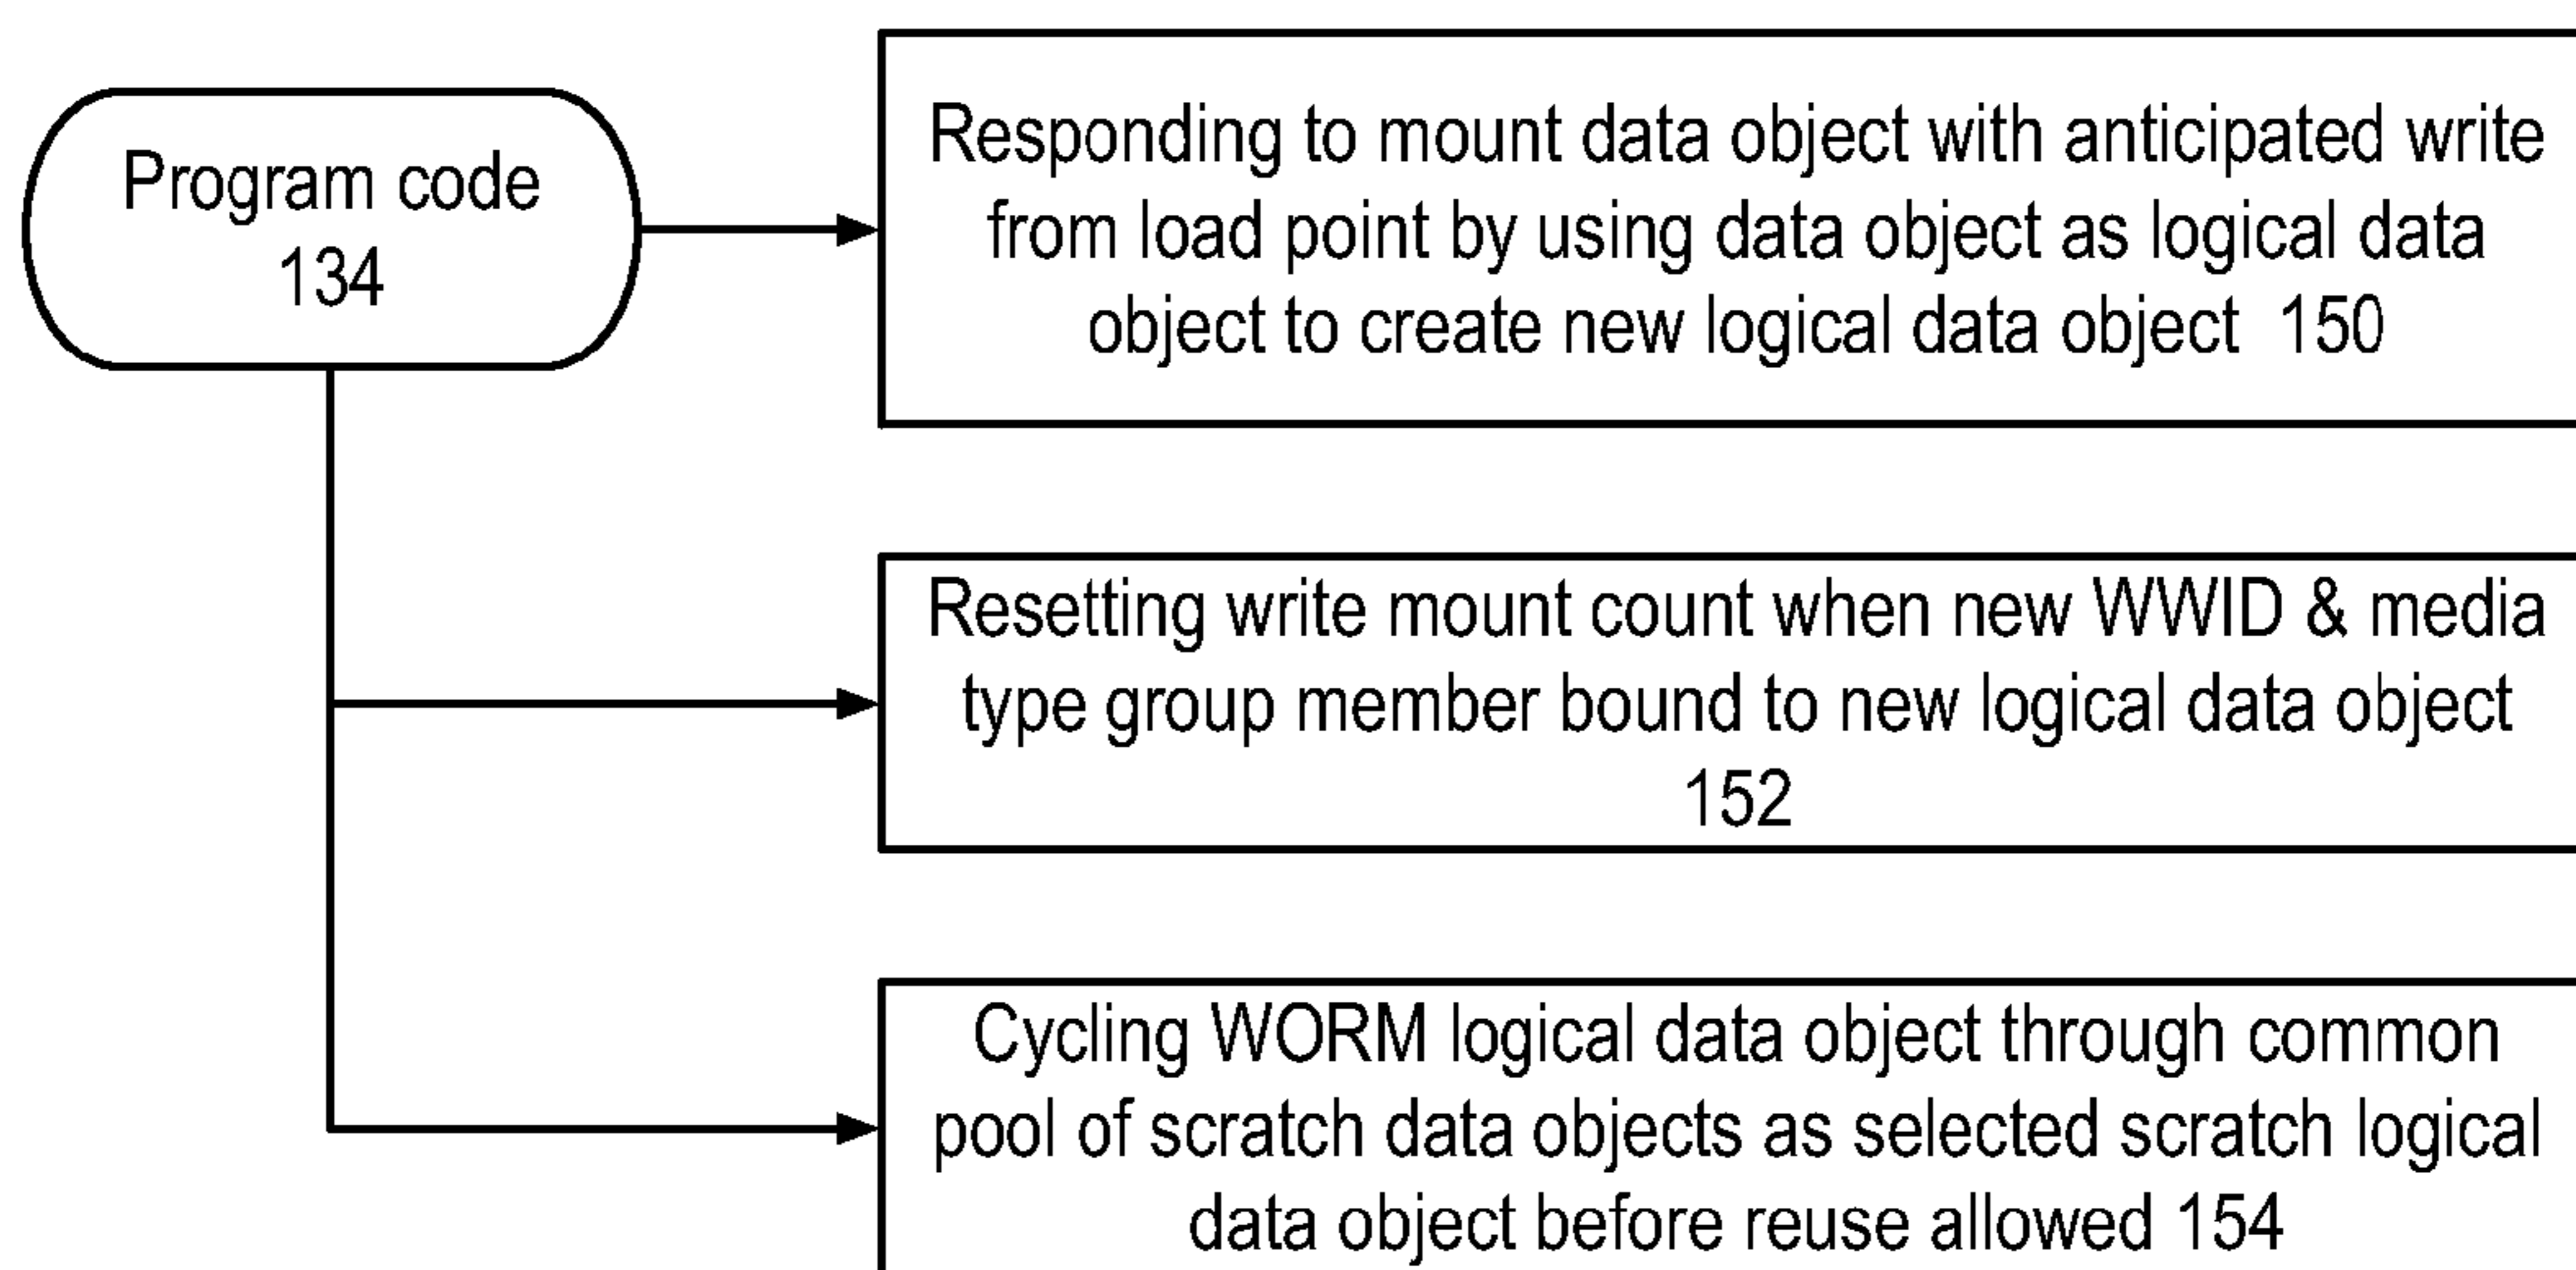 Program code
134
Responding to mount data object with anticipated write
from load point by using data object as logical data
object to create new logical data object 150
Resetting write mount count when new WWID & media
type group member bound to new logical data object
152
Cycling WORM logical data object through common
pool of scratch data objects as selected scratch logical
data object before reuse allowed 154